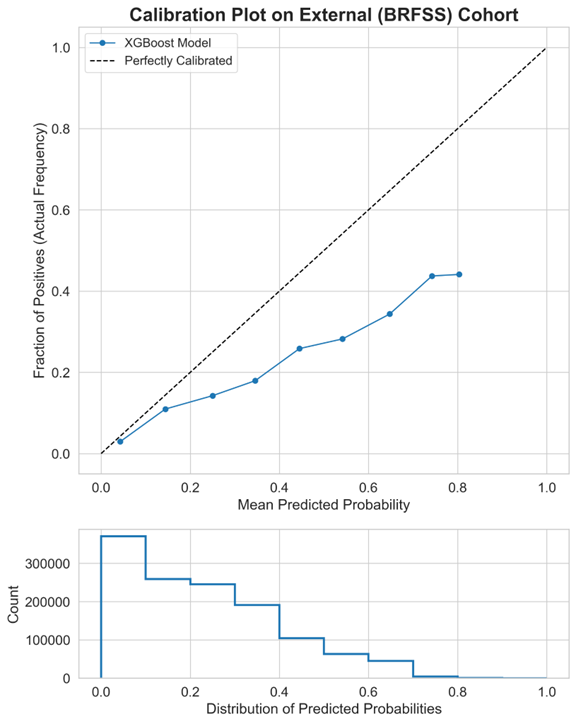 Calibration Plot on External (BRFSS) Cohort
XGBoost Model
Perfectly Calibrated
Fraction of Positives (Actual Frequency)
1.0
0.8
0.6
0.4
0.2
0.0
0.0 0.2 0.4 0.6 0.8 1.0
Mean Predicted Probability
Count
300000
200000
100000
0
0.0 0.2 0.4 0.6 0.8 1.0
Distribution of Predicted Probabilities